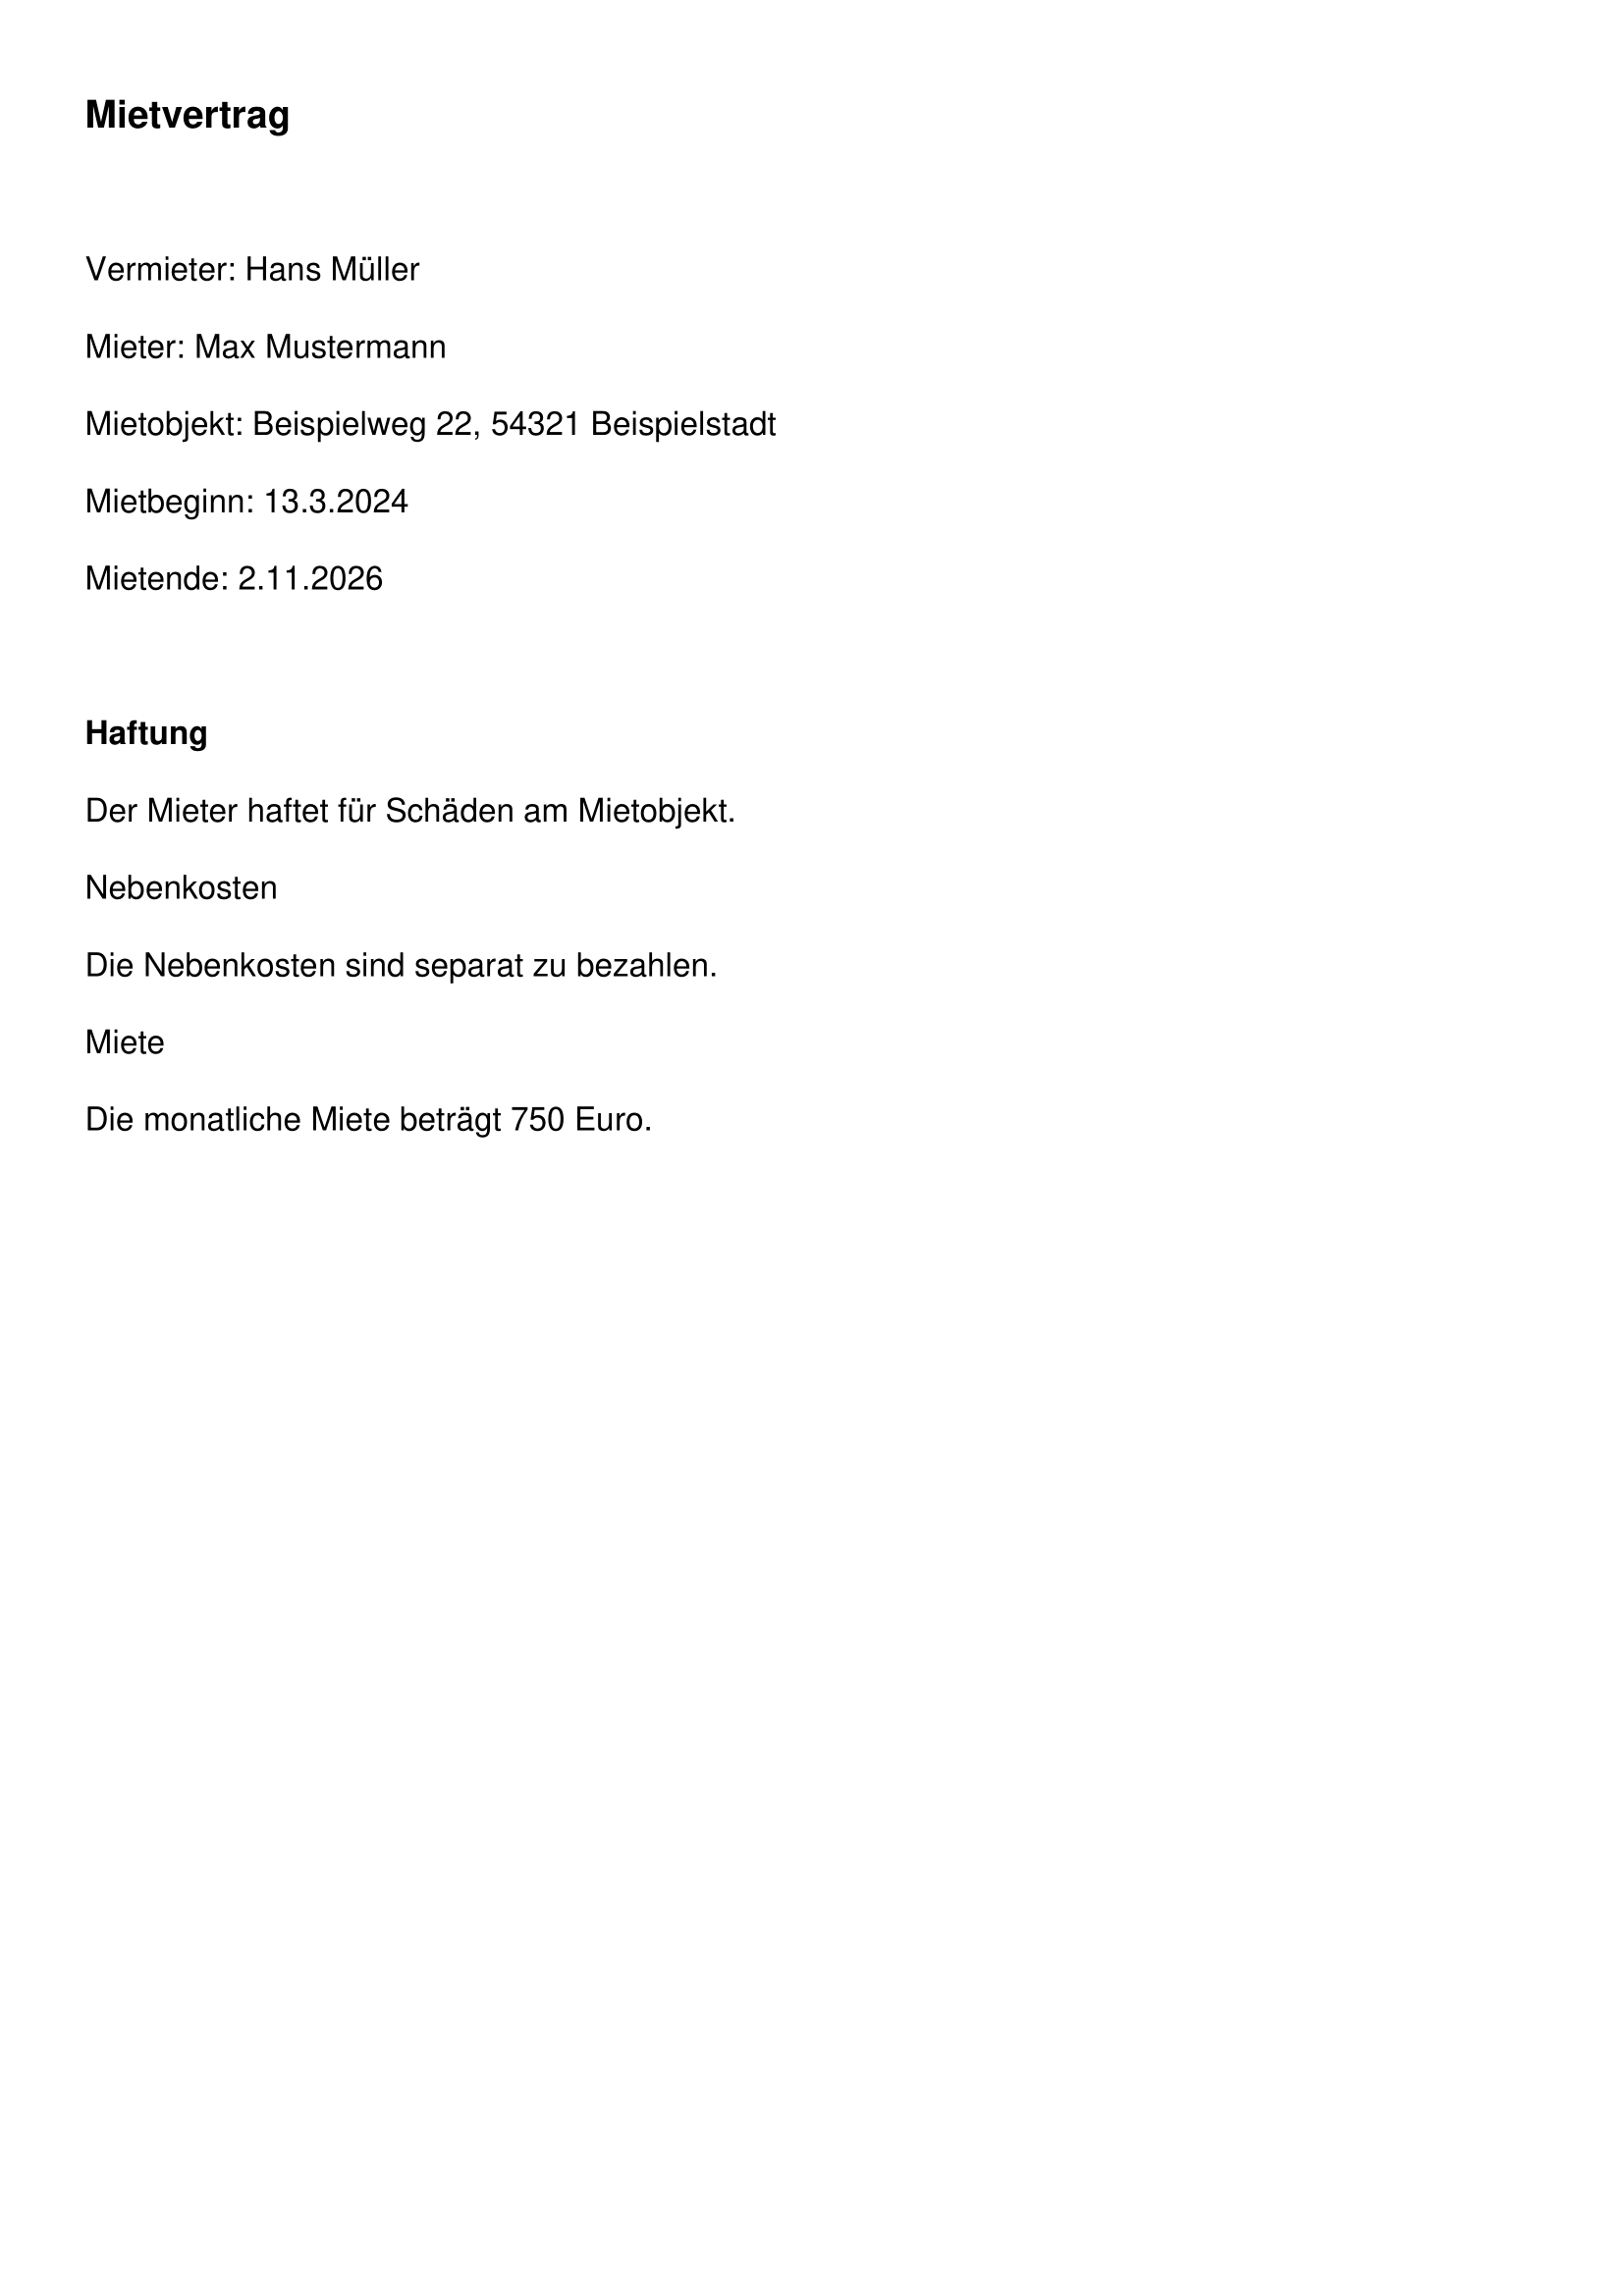 Mietvertrag
Vermieter: Hans Müller
Mieter: Max Mustermann
Mietobjekt: Beispielweg 22, 54321 Beispielstadt
Mietbeginn: 13.3.2024
Mietende: 2.11.2026
Haftung
Der Mieter haftet für Schäden am Mietobjekt.
Nebenkosten
Die Nebenkosten sind separat zu bezahlen.
Miete
Die monatliche Miete beträgt 750 Euro.